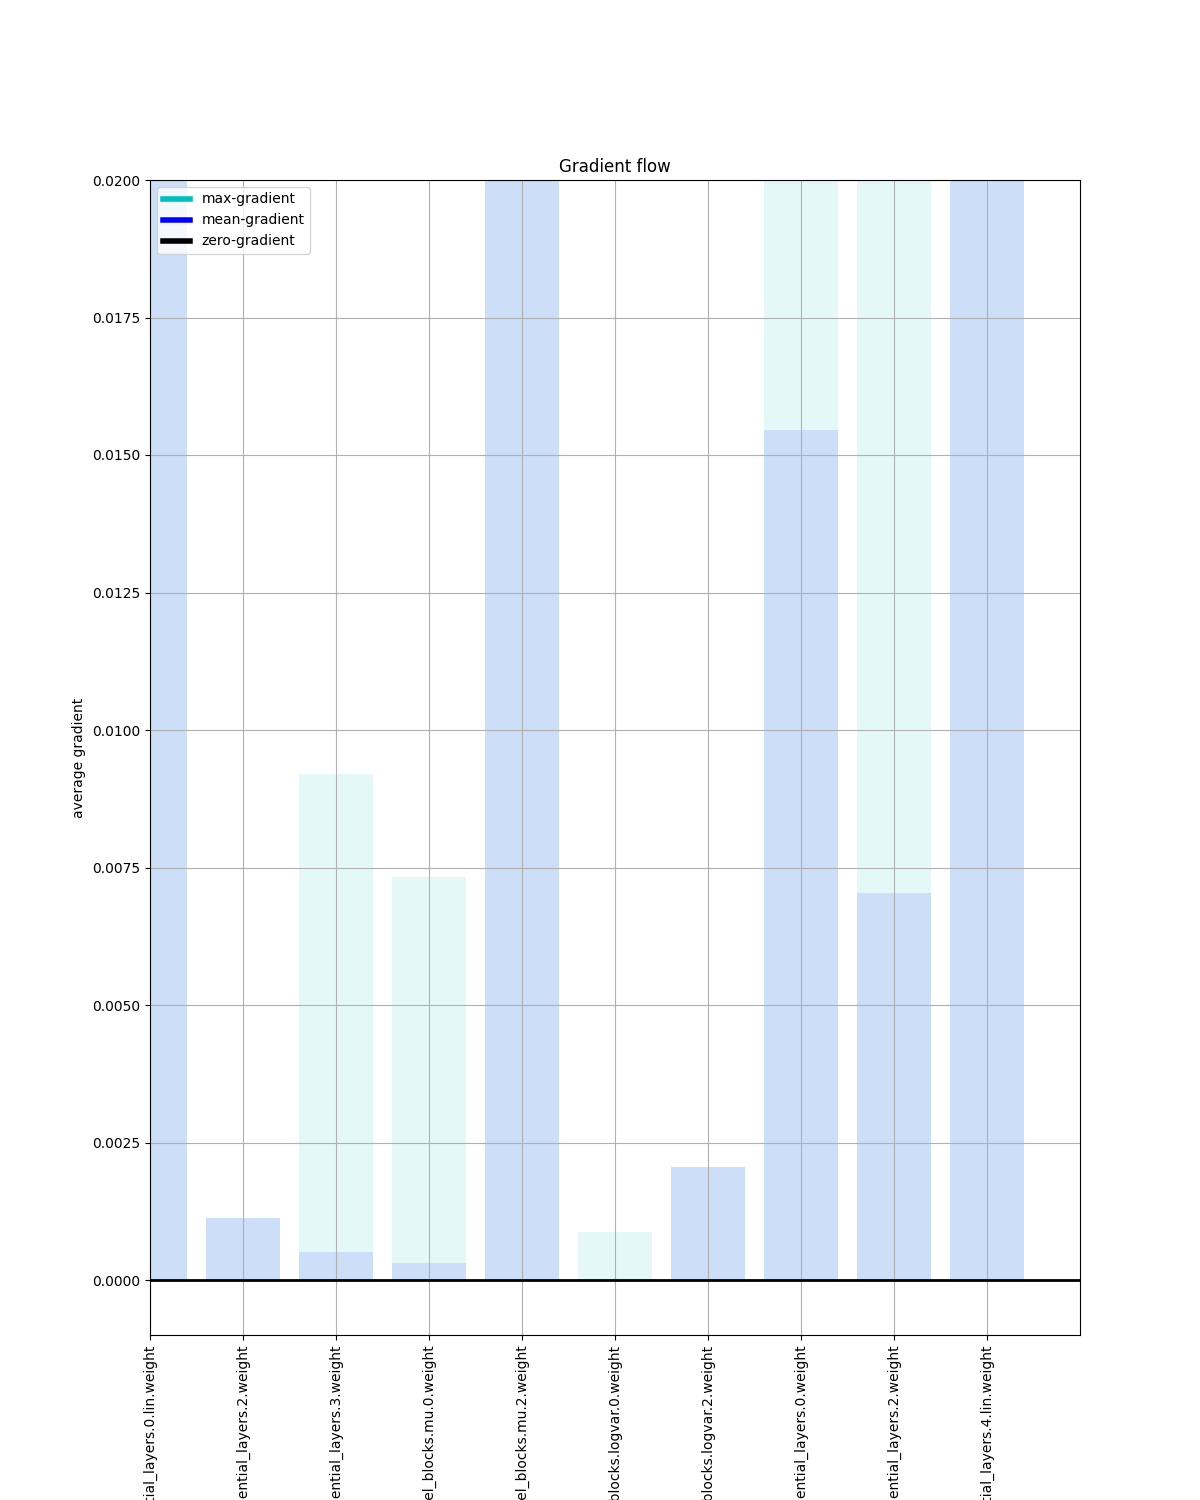 Gradient flow
max-gradient
mean-gradient
zero-gradient
average gradient
0.0200
0.0175
0.0150
0.0125
0.0100
0.0075
0.0050
0.0025
0.0000
tial_layers.0.lin.weight
ential_layers.2.weight
ential_layers.3.weight
el_blocks.mu.0.weight
el_blocks.mu.2.weight
blocks.logvar.0.weight
blocks.logvar.2.weight
ential_layers.0.weight
ential_layers.2.weight
tial_layers.4.lin.weight